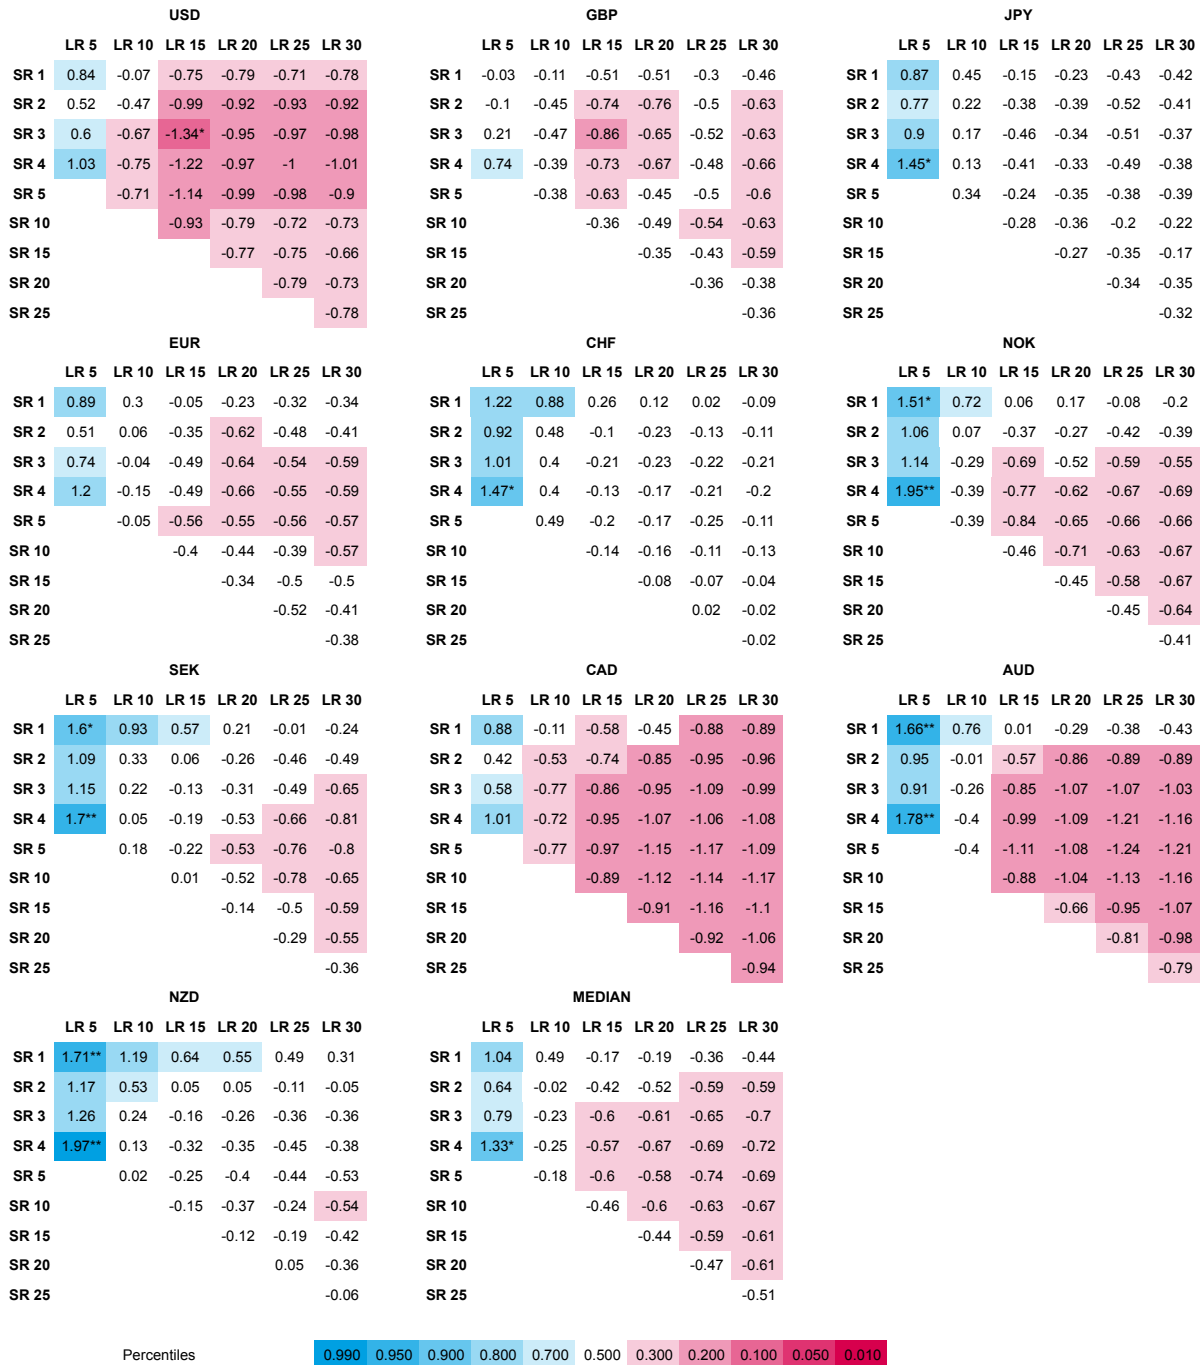 USD GBP JPY
LR 5 LR 10 LR 15 LR 20 LR 25 LR 30 LR 5 LR 10 LR 15 LR 20 LR 25 LR 30 LR 5 LR 10 LR 15 LR 20 LR 25 LR 30
SR 1 0.84 -0.07 -0.75 -0.79 -0.71 -0.78 SR 1 -0.03 -0.11 -0.51 -0.51 -0.3 -0.46 SR 1 0.87 0.45 -0.15 -0.23 -0.43 -0.42
SR 2 0.52 -0.47 -0.99 -0.92 -0.93 -0.92 SR 2 -0.1 -0.45 -0.74 -0.76 -0.5 -0.63 SR 2 0.77 0.22 -0.38 -0.39 -0.52 -0.41
SR 3 0.6 -0.67 -1.34* -0.95 -0.97 -0.98 SR 3 0.21 -0.47 -0.86 -0.65 -0.52 -0.63 SR 3 0.9 0.17 -0.46 -0.34 -0.51 -0.37
SR 4 1.03 -0.75 -1.22 -0.97 -1 -1.01 SR 4 0.74 -0.39 -0.73 -0.67 -0.48 -0.66 SR 4 1.45* 0.13 -0.41 -0.33 -0.49 -0.38
SR 5 -0.71 -1.14 -0.99 -0.98 -0.9 SR 5 -0.38 -0.63 -0.45 -0.5 -0.6 SR 5 0.34 -0.24 -0.35 -0.38 -0.39
SR 10 -0.93 -0.79 -0.72 -0.73 SR 10 -0.36 -0.49 -0.54 -0.63 SR 10 -0.28 -0.36 -0.2 -0.22
SR 15 -0.77 -0.75 -0.66 SR 15 -0.35 -0.43 -0.59 SR 15 -0.27 -0.35 -0.17
SR 20 -0.79 -0.73 SR 20 -0.36 -0.38 SR 20 -0.34 -0.35
SR 25 -0.78 SR 25 -0.36 SR 25 -0.32
EUR CHF NOK
LR 5 LR 10 LR 15 LR 20 LR 25 LR 30 LR 5 LR 10 LR 15 LR 20 LR 25 LR 30 LR 5 LR 10 LR 15 LR 20 LR 25 LR 30
SR 1 0.89 0.3 -0.05 -0.23 -0.32 -0.34 SR 1 1.22 0.88 0.26 0.12 0.02 -0.09 SR 1 1.51* 0.72 0.06 0.17 -0.08 -0.2
SR 2 0.51 0.06 -0.35 -0.62 -0.48 -0.41 SR 2 0.92 0.48 -0.1 -0.23 -0.13 -0.11 SR 2 1.06 0.07 -0.37 -0.27 -0.42 -0.39
SR 3 0.74 -0.04 -0.49 -0.64 -0.54 -0.59 SR 3 1.01 0.4 -0.21 -0.23 -0.22 -0.21 SR 3 1.14 -0.29 -0.69 -0.52 -0.59 -0.55
SR 4 1.2 -0.15 -0.49 -0.66 -0.55 -0.59 SR 4 1.47* 0.4 -0.13 -0.17 -0.21 -0.2 SR 4 1.95** -0.39 -0.77 -0.62 -0.67 -0.69
SR 5 -0.05 -0.56 -0.55 -0.56 -0.57 SR 5 0.49 -0.2 -0.17 -0.25 -0.11 SR 5 -0.39 -0.84 -0.65 -0.66 -0.66
SR 10 -0.4 -0.44 -0.39 -0.57 SR 10 -0.14 -0.16 -0.11 -0.13 SR 10 -0.46 -0.71 -0.63 -0.67
SR 15 -0.34 -0.5 -0.5 SR 15 -0.08 -0.07 -0.04 SR 15 -0.45 -0.58 -0.67
SR 20 -0.52 -0.41 SR 20 0.02 -0.02 SR 20 -0.45 -0.64
SR 25 -0.38 SR 25 -0.02 SR 25 -0.41
SEK CAD AUD
LR 5 LR 10 LR 15 LR 20 LR 25 LR 30 LR 5 LR 10 LR 15 LR 20 LR 25 LR 30 LR 5 LR 10 LR 15 LR 20 LR 25 LR 30
SR 1 1.6* 0.93 0.57 0.21 -0.01 -0.24 SR 1 0.88 -0.11 -0.58 -0.45 -0.88 -0.89 SR 1 1.66** 0.76 0.01 -0.29 -0.38 -0.43
SR 2 1.09 0.33 0.06 -0.26 -0.46 -0.49 SR 2 0.42 -0.53 -0.74 -0.85 -0.95 -0.96 SR 2 0.95 -0.01 -0.57 -0.86 -0.89 -0.89
SR 3 1.15 0.22 -0.13 -0.31 -0.49 -0.65 SR 3 0.58 -0.77 -0.86 -0.95 -1.09 -0.99 SR 3 0.91 -0.26 -0.85 -1.07 -1.07 -1.03
SR 4 1.7** 0.05 -0.19 -0.53 -0.66 -0.81 SR 4 1.01 -0.72 -0.95 -1.07 -1.06 -1.08 SR 4 1.78** -0.4 -0.99 -1.09 -1.21 -1.16
SR 5 0.18 -0.22 -0.53 -0.76 -0.8 SR 5 -0.77 -0.97 -1.15 -1.17 -1.09 SR 5 -0.4 -1.11 -1.08 -1.24 -1.21
SR 10 0.01 -0.52 -0.78 -0.65 SR 10 -0.89 -1.12 -1.14 -1.17 SR 10 -0.88 -1.04 -1.13 -1.16
SR 15 -0.14 -0.5 -0.59 SR 15 -0.91 -1.16 -1.1 SR 15 -0.66 -0.95 -1.07
SR 20 -0.29 -0.55 SR 20 -0.92 -1.06 SR 20 -0.81 -0.98
SR 25 -0.36 SR 25 -0.94 SR 25 -0.79
NZD MEDIAN
LR 5 LR 10 LR 15 LR 20 LR 25 LR 30 LR 5 LR 10 LR 15 LR 20 LR 25 LR 30
SR 1 1.71** 1.19 0.64 0.55 0.49 0.31 SR 1 1.04 0.49 -0.17 -0.19 -0.36 -0.44
SR 2 1.17 0.53 0.05 0.05 -0.11 -0.05 SR 2 0.64 -0.02 -0.42 -0.52 -0.59 -0.59
SR 3 1.26 0.24 -0.16 -0.26 -0.36 -0.36 SR 3 0.79 -0.23 -0.6 -0.61 -0.65 -0.7
SR 4 1.97** 0.13 -0.32 -0.35 -0.45 -0.38 SR 4 1.33* -0.25 -0.57 -0.67 -0.69 -0.72
SR 5 0.02 -0.25 -0.4 -0.44 -0.53 SR 5 -0.18 -0.6 -0.58 -0.74 -0.69
SR 10 -0.15 -0.37 -0.24 -0.54 SR 10 -0.46 -0.6 -0.63 -0.67
SR 15 -0.12 -0.19 -0.42 SR 15 -0.44 -0.59 -0.61
SR 20 0.05 -0.36 SR 20 -0.47 -0.61
SR 25 -0.06 SR 25 -0.51
Percentiles 0.990 0.950 0.900 0.800 0.700 0.500 0.300 0.200 0.100 0.050 0.010